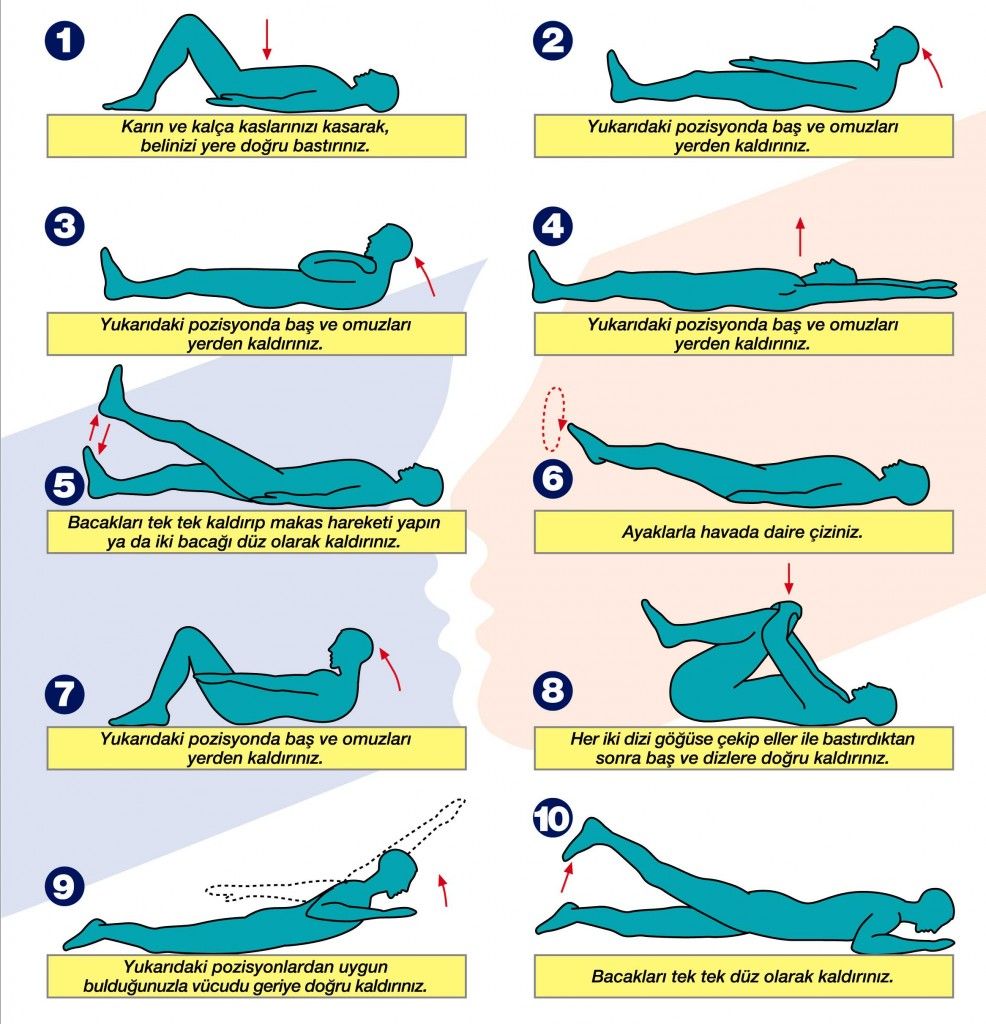 1
Karın ve kalça kaslarınızı kasarak,
belinizi yere doğru bastırınız.
2
Yukarıdaki pozisyonda baş ve omuzları
yerden kaldırınız.
3
Yukarıdaki pozisyonda baş ve omuzları
yerden kaldırınız.
4
Yukarıdaki pozisyonda baş ve omuzları
yerden kaldırınız.
5
Bacakları tek tek kaldırıp makas hareketi yapın
ya da iki bacağı düz olarak kaldırınız.
6
Ayaklarla havada daire çiziniz.
7
Yukarıdaki pozisyonda baş ve omuzları
yerden kaldırınız.
8
Her iki dizi göğüse çekip eller ile bastırdıktan
sonra baş ve dizlere doğru kaldırınız.
9
Yukarıdaki pozisyonlardan uygun
bulduğunuzla vücudu geriye doğru kaldırınız.
10
Bacakları tek tek düz olarak kaldırınız.